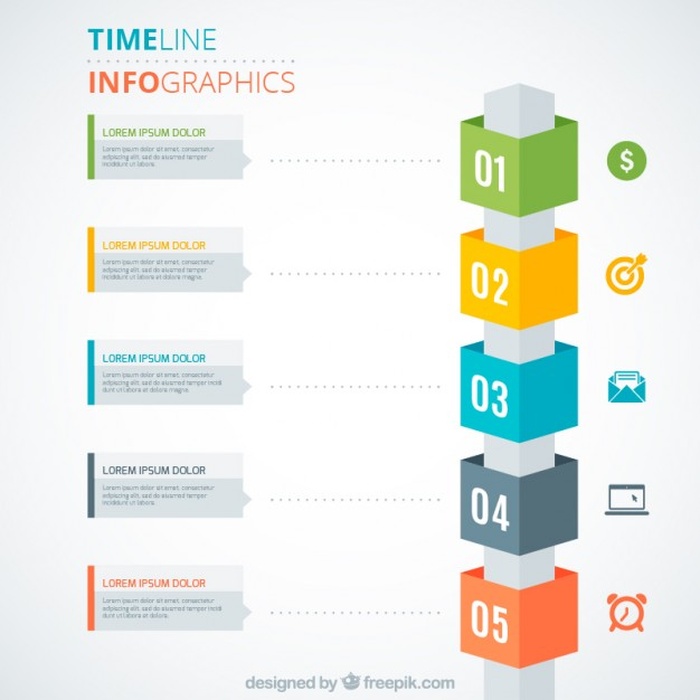 TIMELINE
INFOGRAPHICS
LOREM IPSUM DOLOR
Lorem ipsum dolor sit amet, consectetur
adipiscing elit, sed do eiusmod tempor
incididunt ut labore.
01
$
LOREM IPSUM DOLOR
Lorem ipsum dolor sit amet, consectetur
adipiscing elit, sed do eiusmod tempor
incididunt ut labore et dolore magna.
02
LOREM IPSUM DOLOR
Lorem ipsum dolor sit amet, consectetur
adipiscing elit, sed do eiusmod tempor incidi
dunt ut labore et dolore magna.
03
LOREM IPSUM DOLOR
Lorem ipsum dolor sit amet, consectetur
adipiscing elit, sed do eiusmod tempor
incididunt.
04
LOREM IPSUM DOLOR
Lorem ipsum dolor sit amet, consectetur
adipiscing elit, sed do eiusmod tempor incidi
dunt ut labore et dolore.
05
designed by freepik.com